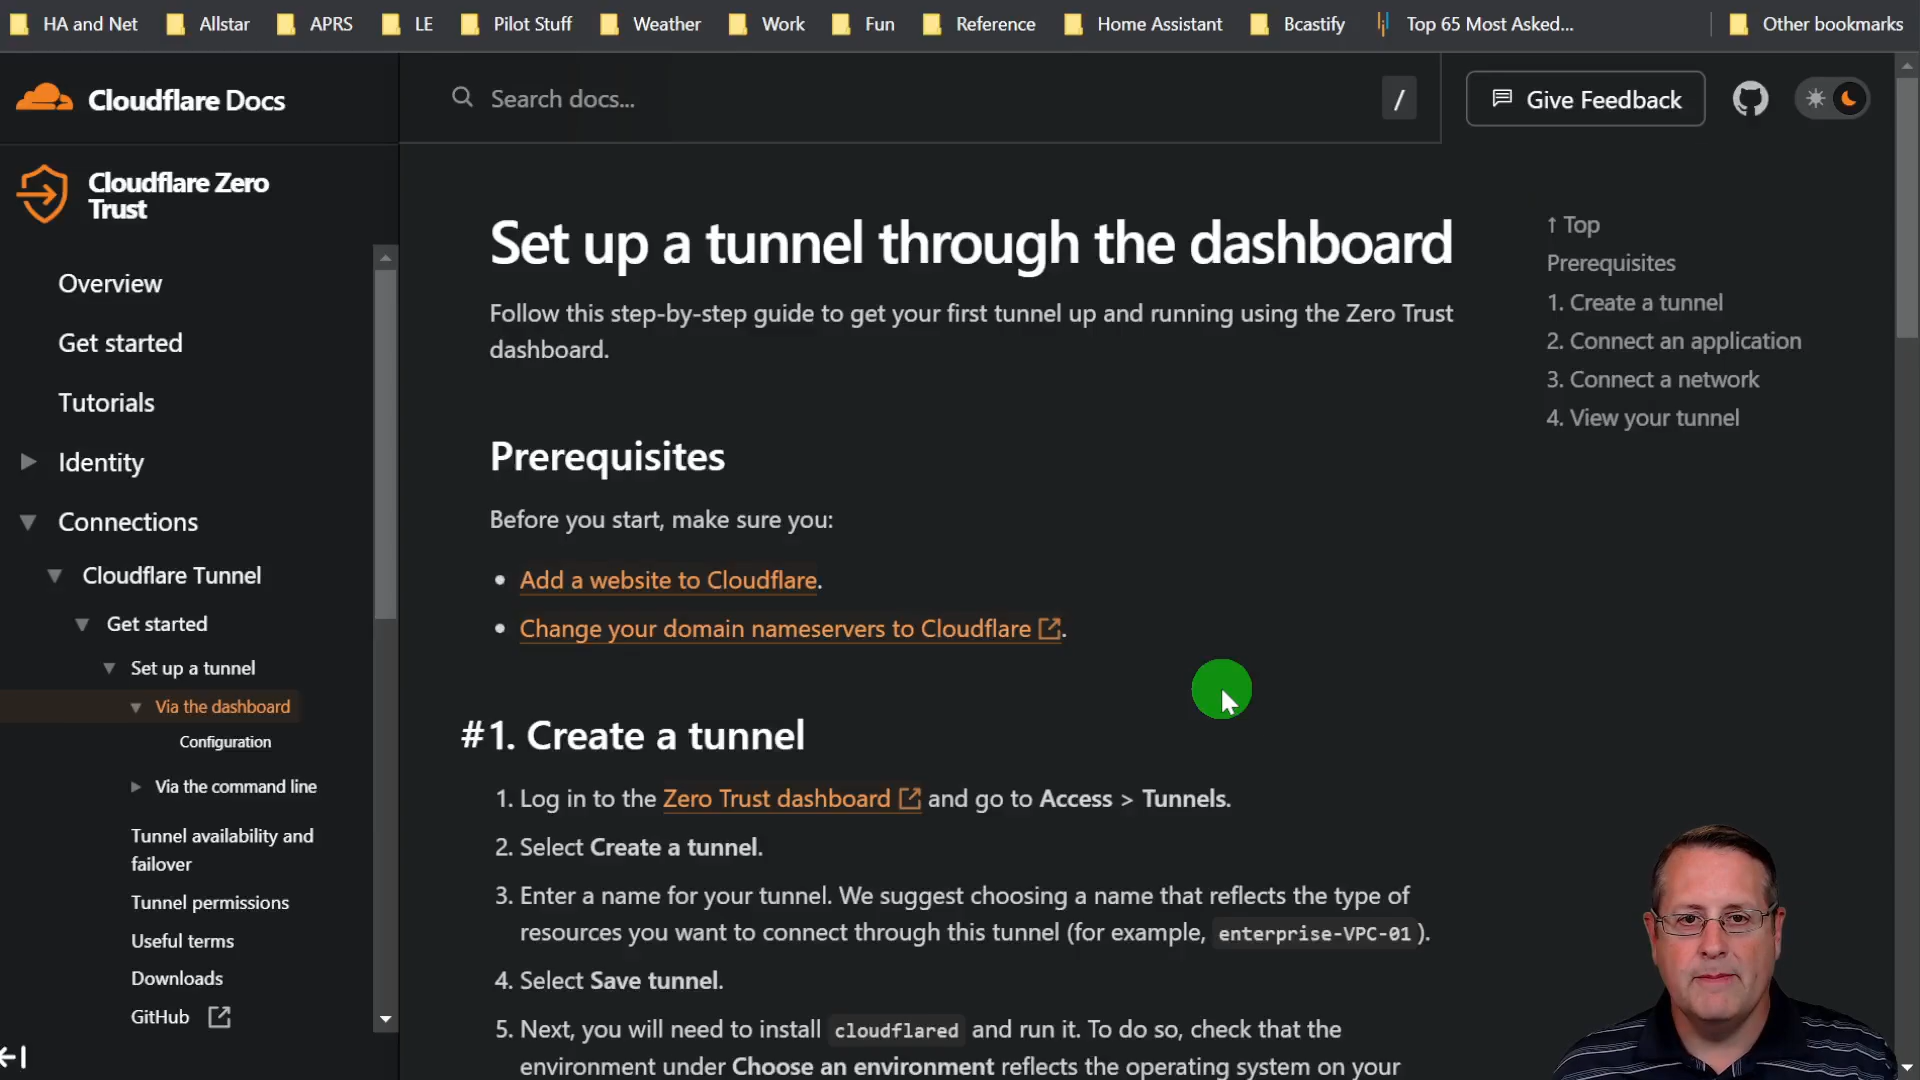 HA and Net Allstar APRS LE Pilot Stuff Weather Work Fun Reference Home Assistant Bcastify Top 65 Most Asked... Other bookmarks
Cloudflare Docs
Search docs... /
Give Feedback
Cloudflare Zero
Trust
Overview
Get started
Tutorials
Identity
Connections
Cloudflare Tunnel
Get started
Set up a tunnel
Via the dashboard
Configuration
Via the command line
Tunnel availability and
failover
Tunnel permissions
Useful terms
Downloads
GitHub
Set up a tunnel through the dashboard
Follow this step-by-step guide to get your first tunnel up and running using the Zero Trust
dashboard.
Prerequisites
Before you start, make sure you:
• Add a website to Cloudflare.
• Change your domain nameservers to Cloudflare.
#1. Create a tunnel
1. Log in to the Zero Trust dashboard and go to Access > Tunnels.
2. Select Create a tunnel.
3. Enter a name for your tunnel. We suggest choosing a name that reflects the type of
resources you want to connect through this tunnel (for example, enterprise-VPC-01 ).
4. Select Save tunnel.
5. Next, you will need to install cloudflared and run it. To do so, check that the
environment under Choose an environment reflects the operating system on your
↑ Top
Prerequisites
1. Create a tunnel
2. Connect an application
3. Connect a network
4. View your tunnel